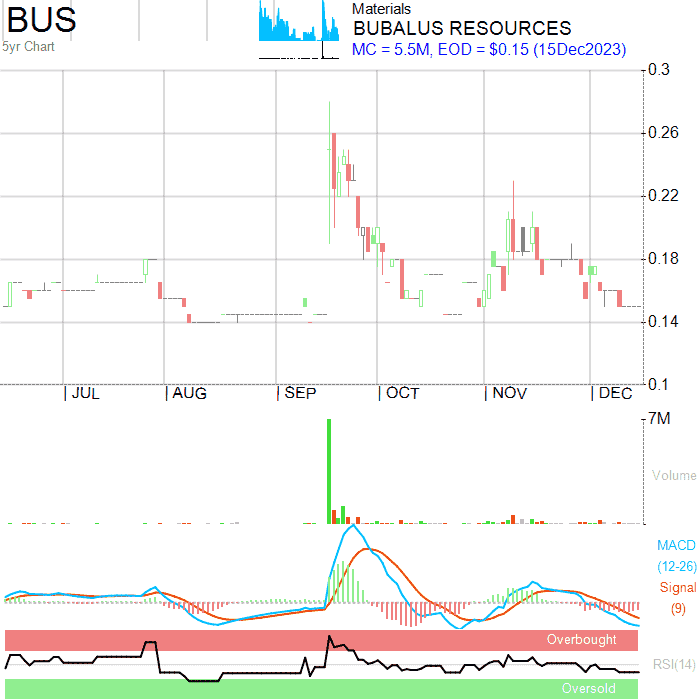 BUS
5yr Chart
Materials
BUBALUS RESOURCES
MC = 5.5M, EOD = $0.15 (15Dec2023)
0.3
0.26
0.22
0.18
0.14
0.1
JUL AUG SEP OCT NOV DEC
7M
Volume
MACD
(12-26)
Signal
(9)
Overbought
RSI(14)
Oversold